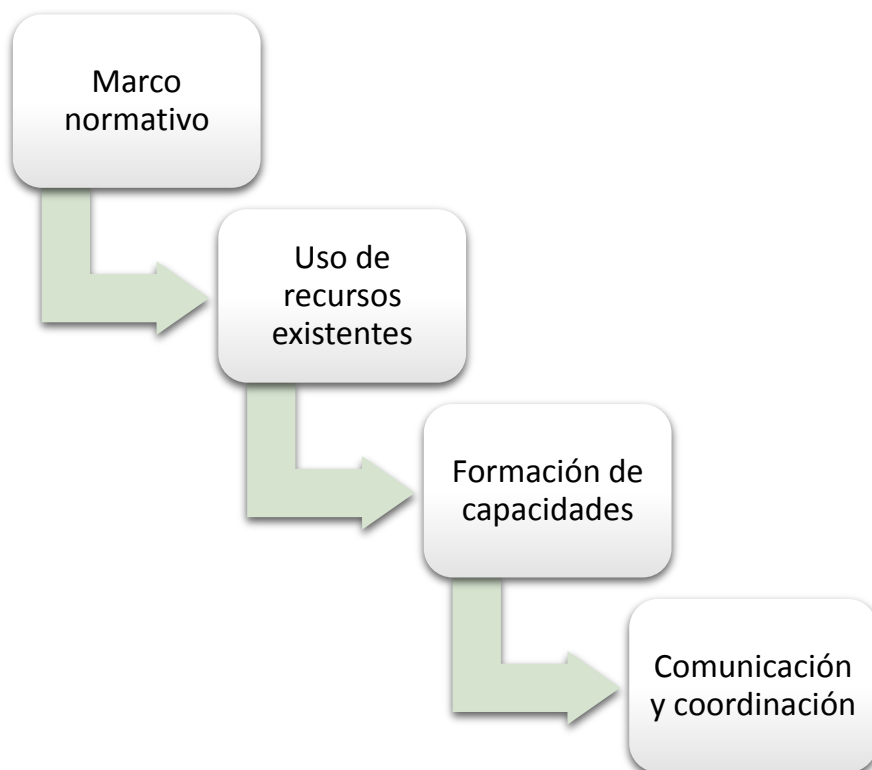 Marco
normativo
Uso de
recursos
existentes
Formación de
capacidades
Comunicación
y coordinación